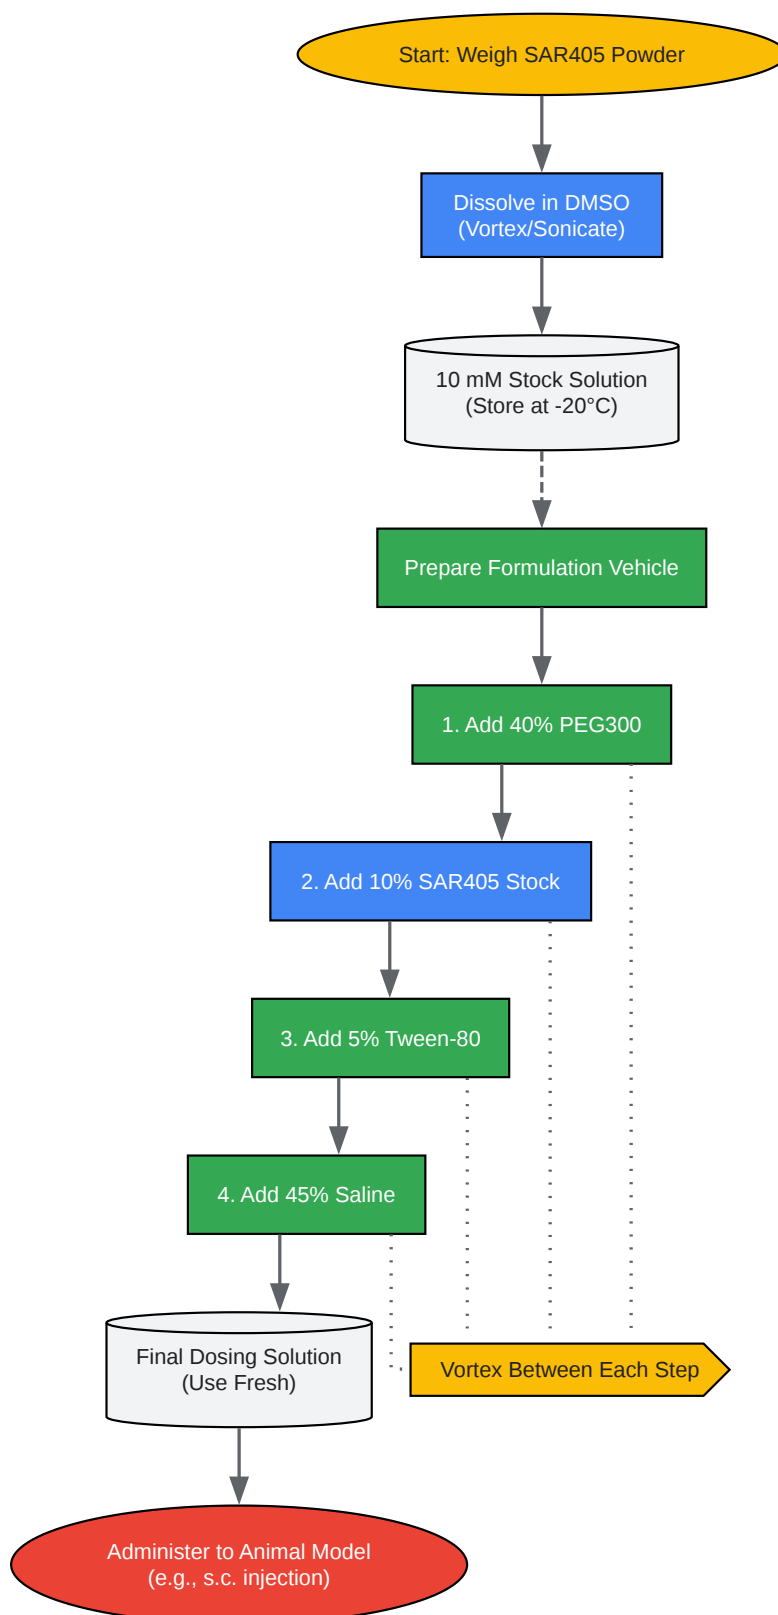 Start: Weigh SAR405 Powder
Dissolve in DMSO
(Vortex/Sonicate)
10 mM Stock Solution
(Store at -20°C)
Prepare Formulation Vehicle
1. Add 40% PEG300
2. Add 10% SAR405 Stock
3. Add 5% Tween-80
4. Add 45% Saline
Final Dosing Solution
(Use Fresh)
Vortex Between Each Step
Administer to Animal Model
(e.g., s.c. injection)